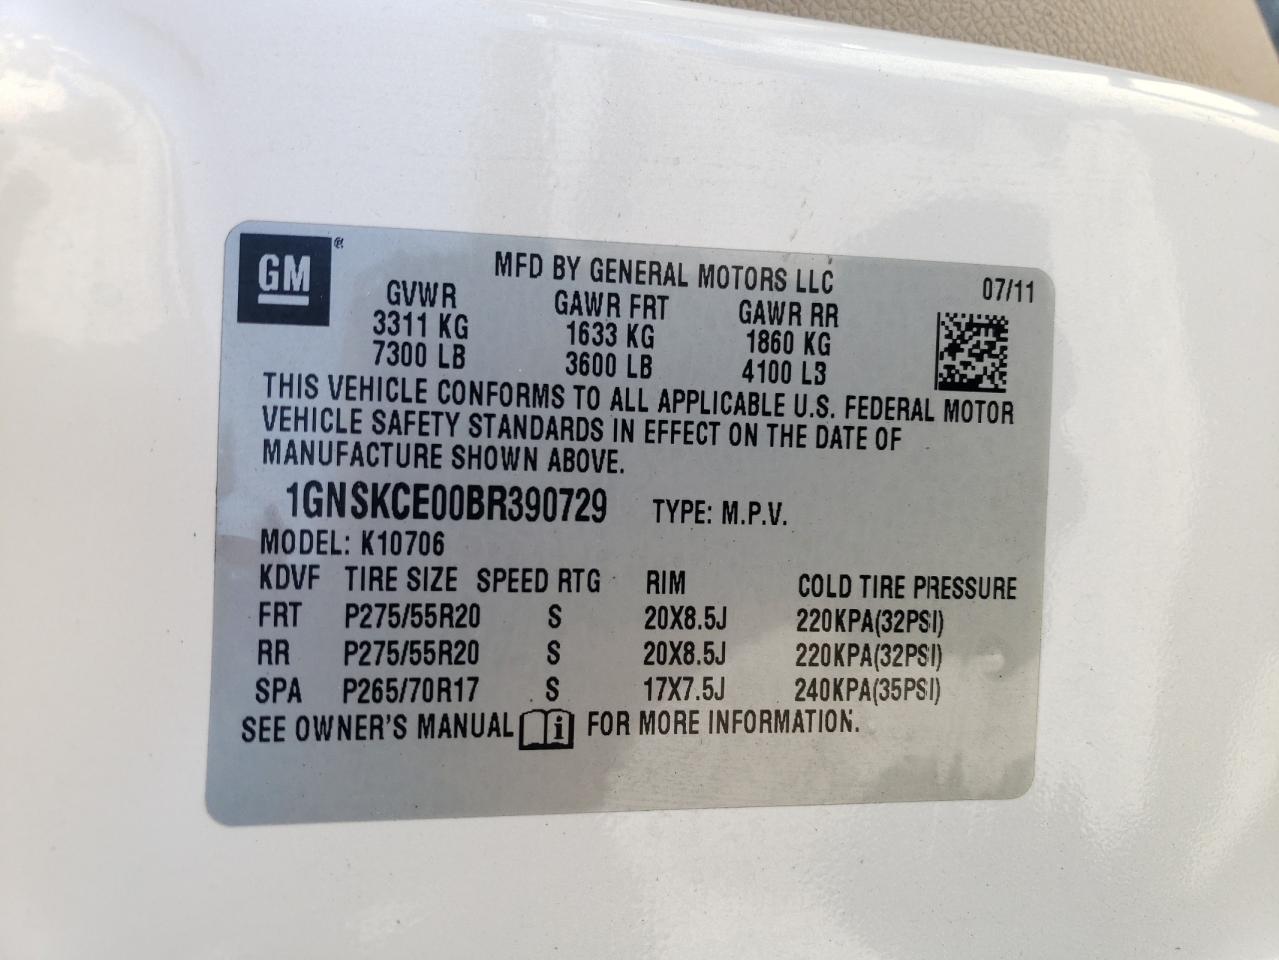 GM ®
MFD BY GENERAL MOTORS LLC 07/11
GVWR GAWR FRT GAWR RR
3311 KG 1633 KG 1860 KG
7300 LB 3600 LB 4100 LB
THIS VEHICLE CONFORMS TO ALL APPLICABLE U.S. FEDERAL MOTOR
VEHICLE SAFETY STANDARDS IN EFFECT ON THE DATE OF
MANUFACTURE SHOWN ABOVE.
1GNSKCE00BR390729 TYPE: M.P.V.
MODEL: K10706
KDVF TIRE SIZE SPEED RTG RIM COLD TIRE PRESSURE
FRT P275/55R20 S 20X8.5J 220KPA(32PSI)
RR P275/55R20 S 20X8.5J 220KPA(32PSI)
SPA P265/70R17 S 17X7.5J 240KPA(35PSI)
SEE OWNER'S MANUAL i FOR MORE INFORMATION.